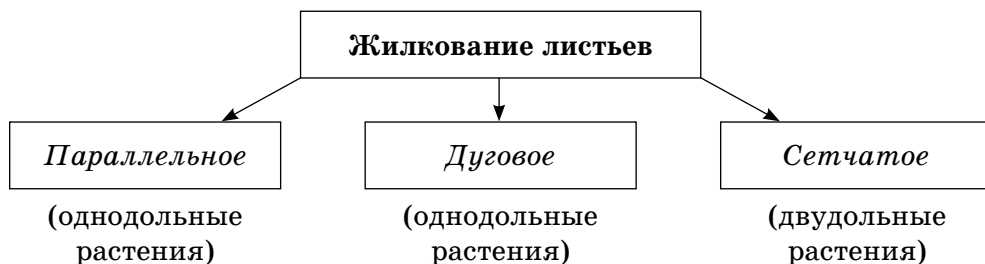 Жилкование листьев
Параллельное
Дуговое
Сетчатое
(однодольные
растения)
(однодольные
растения)
(двудольные
растения)